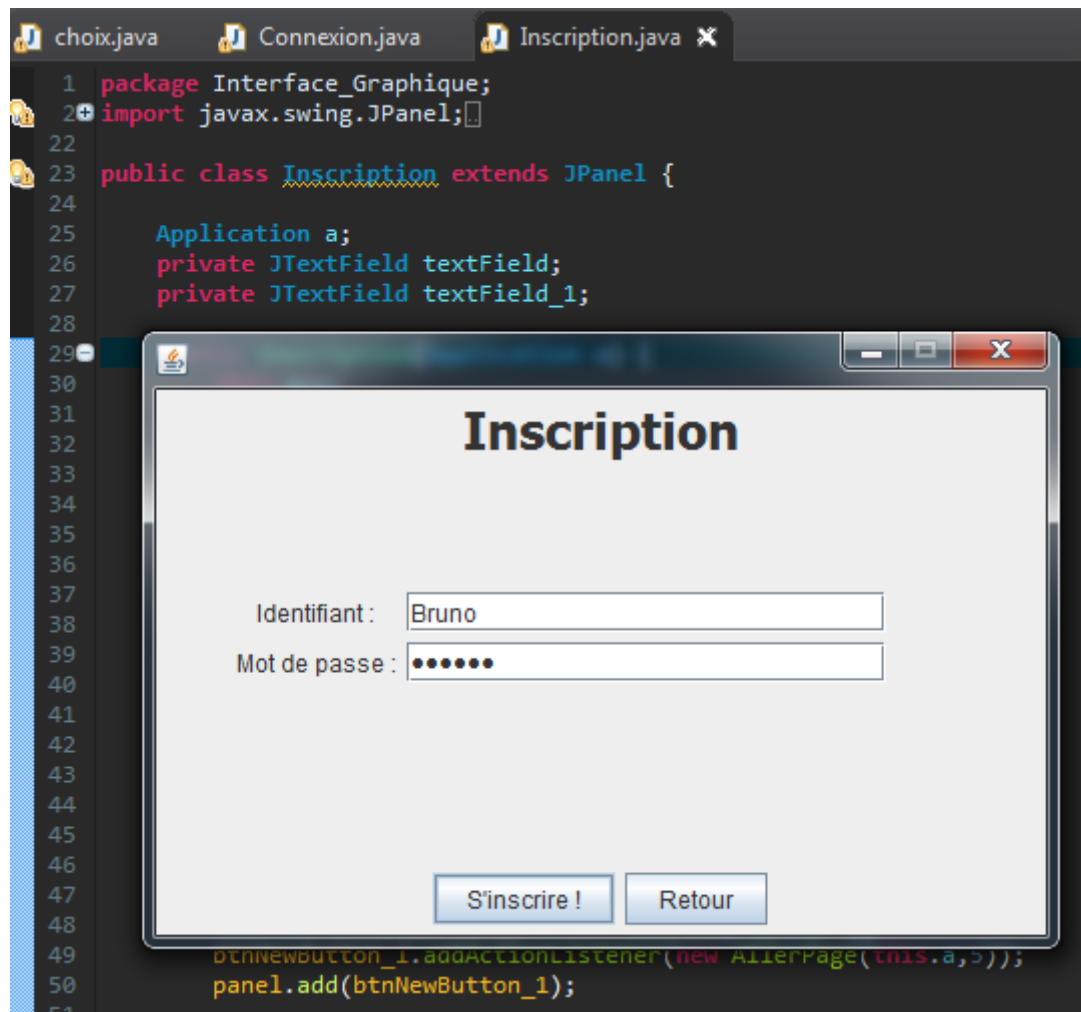 choix.java Connexion.java Inscription.java
1 package Interface_Graphique;
2 import javax.swing.JPanel;
22
23 public class Inscription extends JPanel {
24
25 Application a;
26 private JTextField textField;
27 private JTextField textField_1;
28
29
30
31
32
33
34
35
36
37
38
39
40
41
42
43
44
45
46
47
48
Inscription
Identifiant : Bruno
Mot de passe : ••••••
S'inscrire ! Retour
49 btnNewButton_1.addActionListener(new AllerPage(this.a,5));
50 panel.add(btnNewButton_1);
51